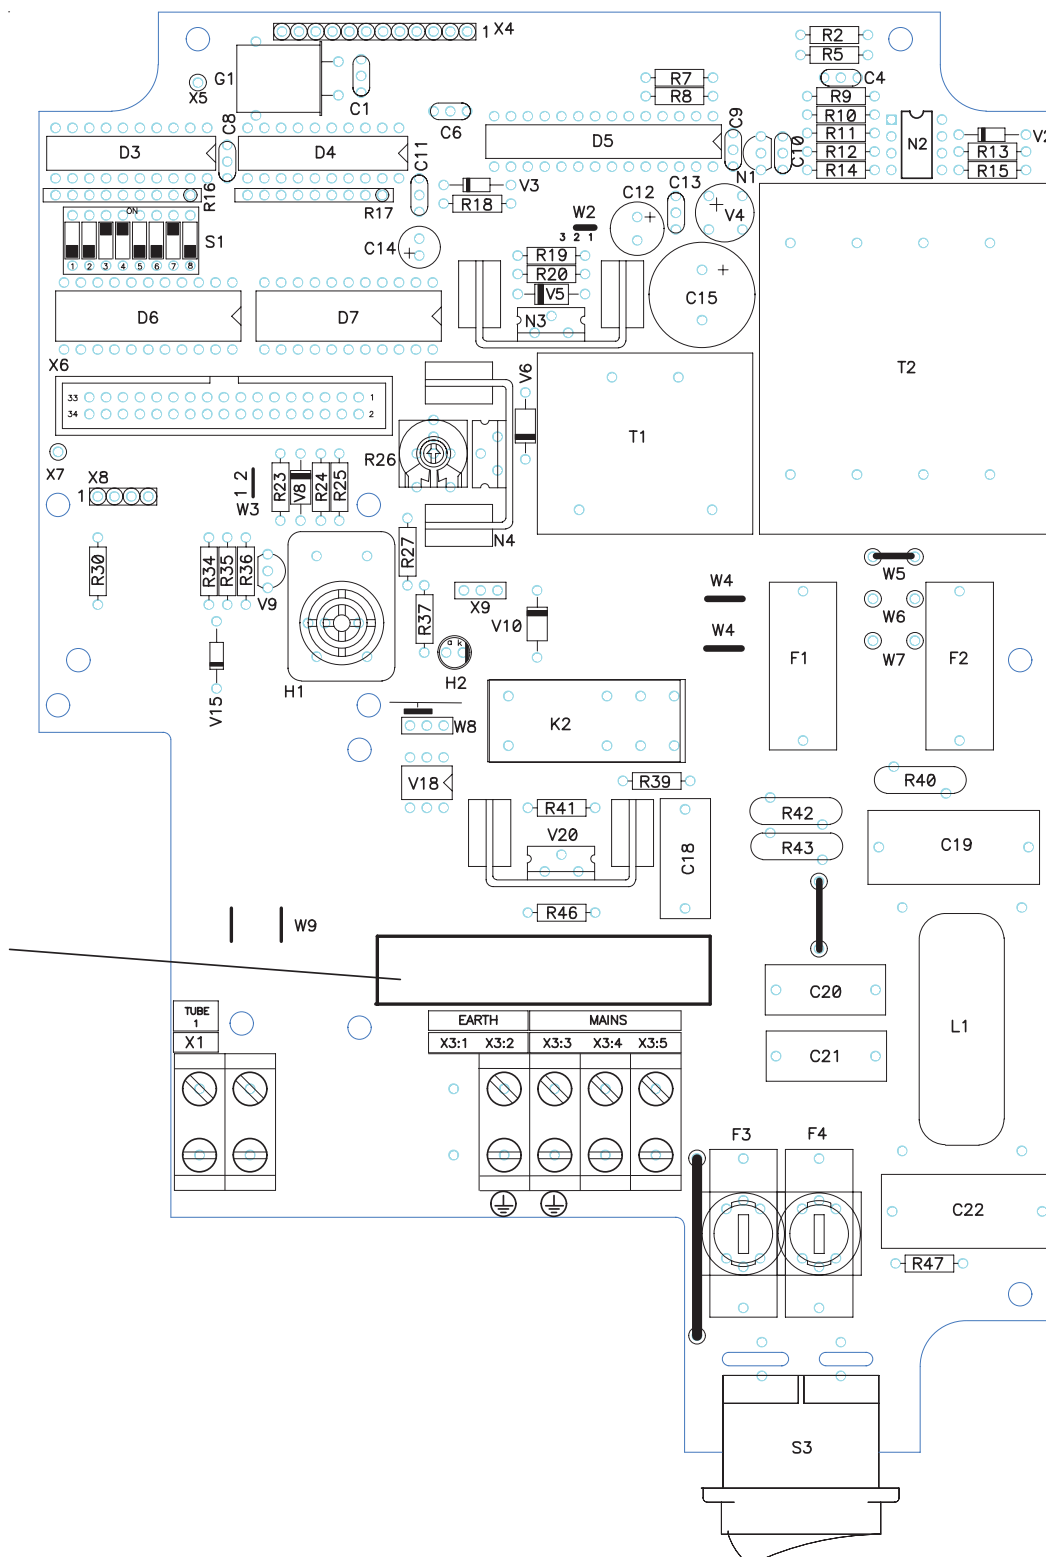 1 X4
R2
R5
G1
X5
C1
R7
R8
C4
R9
R10
R11
R12
R14
C6
C8
C9
D3
D4
C11
D5
N1
C10
N2
V2
R13
R15
R16
R17
V3
R18
C12
C13
V4
W2
3 2 1
ON
S1
1 2 3 4 5 6 7 8
C14
R19
R20
V5
N3
C15
D6
D7
T2
X6
33 1
34 2
V6
T1
R26
X7
X8
1
1 2
W3
R23
V8
R24
R25
N4
R30
R34
R35
R36
V9
R27
R37
X9
V10
W4
W4
W5
W6
W7
F1
F2
a k
H2
H1
V15
W8
K2
V18
R39
R40
R41
R42
R43
V20
C18
C19
R46
W9
C20
L1
TUBE
1
X1
EARTH MAINS
X3:1 X3:2 X3:3 X3:4 X3:5
C21
F3 F4
C22
R47
S3